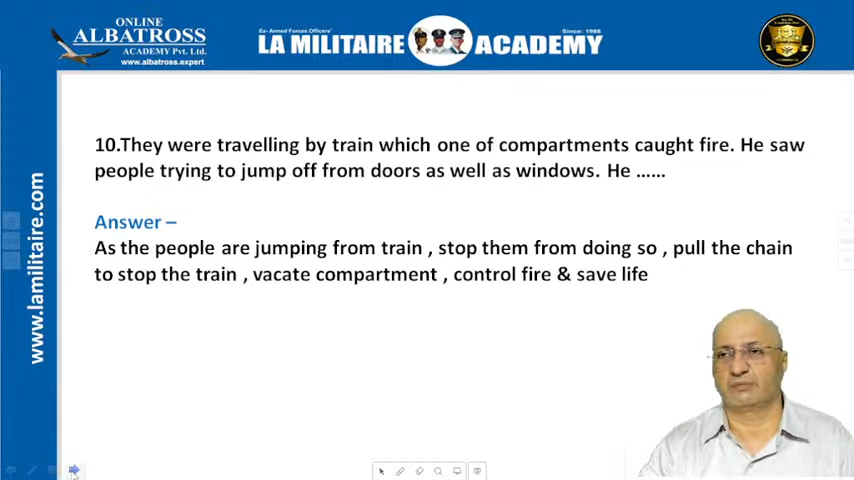 ONLINE
ALBATROSS
ACADEMY Pvt. Ltd.
www.albatross.expert
Ex- Armed Forces Officers'
Since: 1988
LA MILITAIRE ACADEMY
www.lamilitaire.com
10.They were travelling by train which one of compartments caught fire. He saw
people trying to jump off from doors as well as windows. He ......
Answer –
As the people are jumping from train , stop them from doing so , pull the chain
to stop the train , vacate compartment , control fire & save life